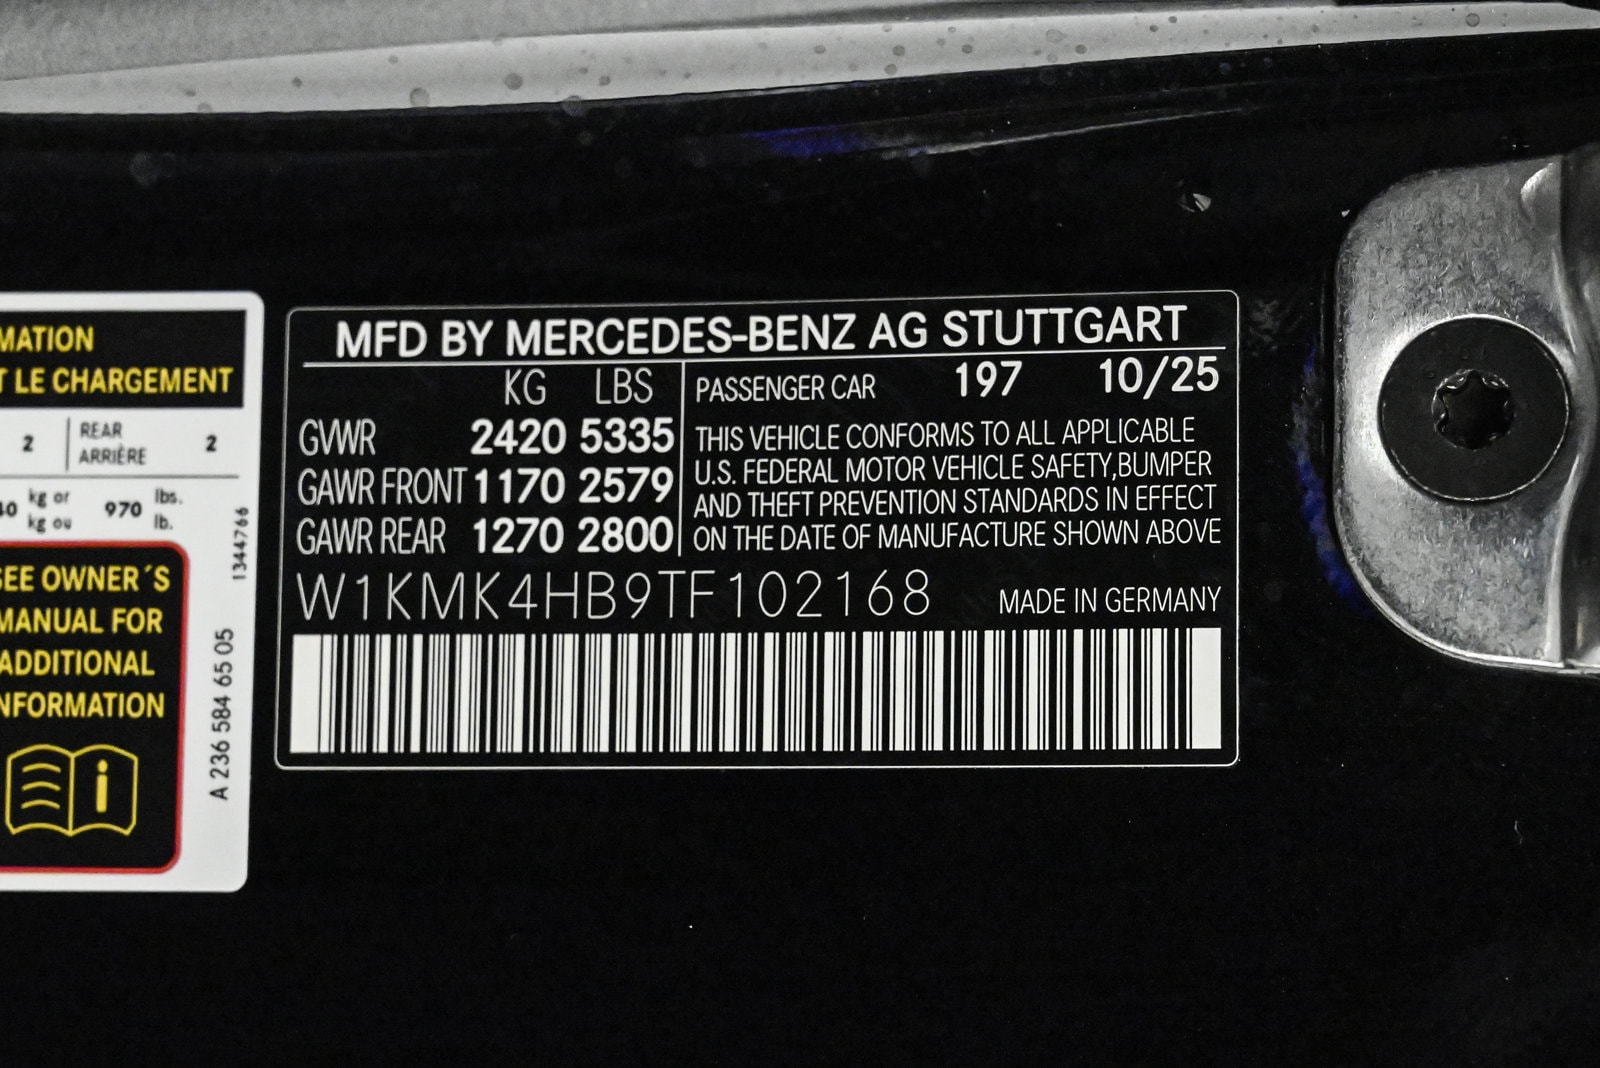 MATION
T LE CHARGEMENT
2 REAR 2
ARRIÈRE
kg or 970 lbs.
kg ou lb.
1344766
SEE OWNER´S
MANUAL FOR
ADDITIONAL
INFORMATION
A 236 584 65 05
MFD BY MERCEDES-BENZ AG STUTTGART
KG LBS
GVWR 2420 5335
GAWR FRONT 1170 2579
GAWR REAR 1270 2800
PASSENGER CAR 197 10/25
THIS VEHICLE CONFORMS TO ALL APPLICABLE
U.S. FEDERAL MOTOR VEHICLE SAFETY,BUMPER
AND THEFT PREVENTION STANDARDS IN EFFECT
ON THE DATE OF MANUFACTURE SHOWN ABOVE
W1KMK4HB9TF102168
MADE IN GERMANY